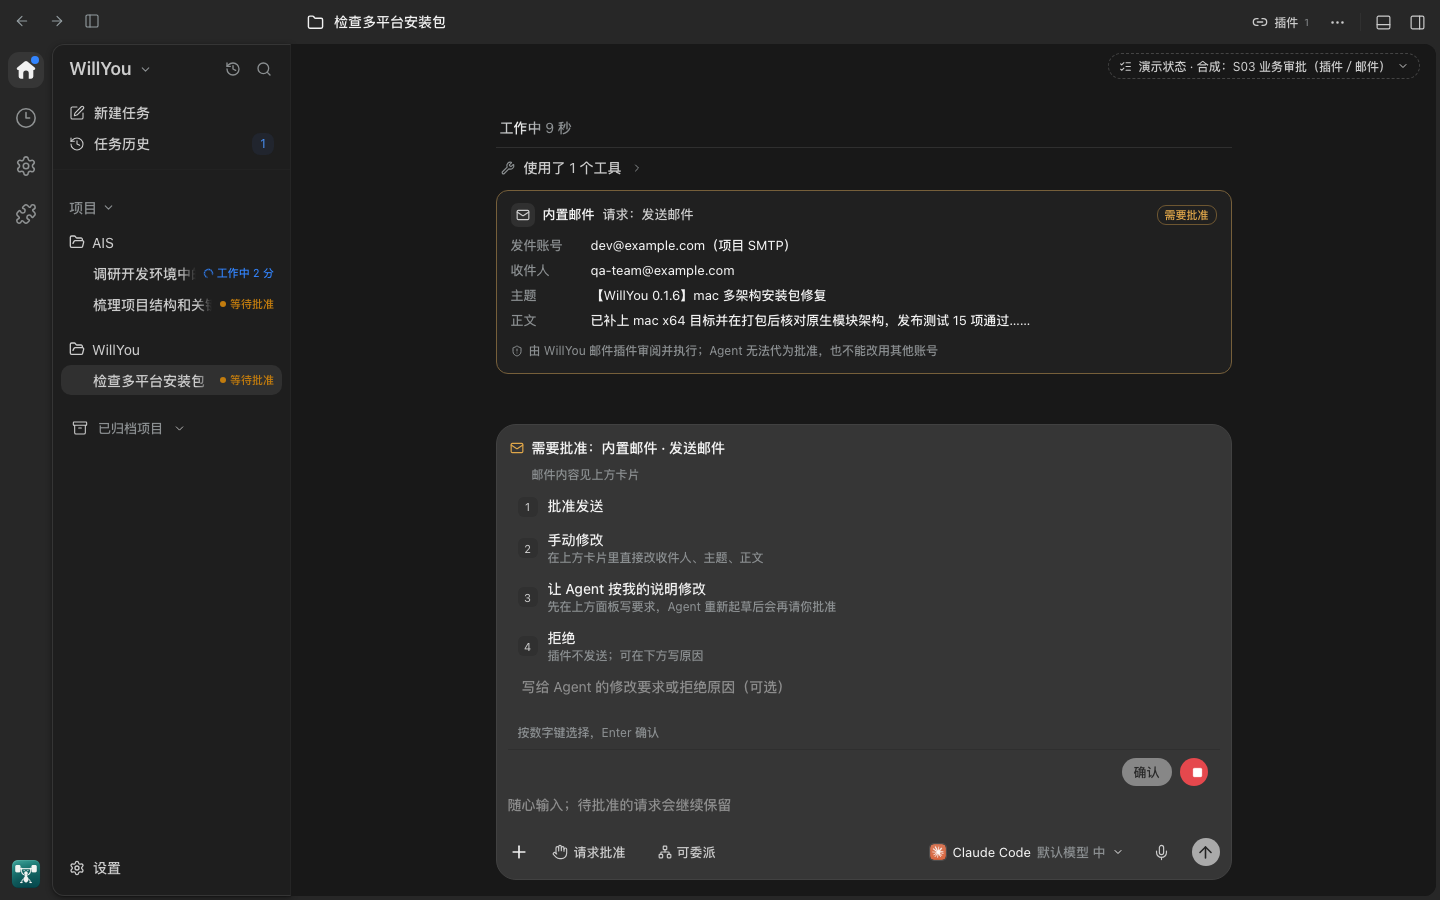 检查多平台安装包
插件 1
WillYou
演示状态 · 合成：S03 业务审批（插件 / 邮件）
新建任务
任务历史 1
项目
AIS
调研开发环境中 工作中 2 分
梳理项目结构和关 等待批准
WillYou
检查多平台安装包 等待批准
已归档项目
设置
工作中 9 秒
使用了 1 个工具
内置邮件 请求：发送邮件 需要批准
发件账号 dev@example.com（项目 SMTP）
收件人 qa-team@example.com
主题 【WillYou 0.1.6】mac 多架构安装包修复
正文 已补上 mac x64 目标并在打包后核对原生模块架构，发布测试 15 项通过……
由 WillYou 邮件插件审阅并执行；Agent 无法代为批准，也不能改用其他账号
需要批准：内置邮件 · 发送邮件
邮件内容见上方卡片
1 批准发送
2 手动修改
在上方卡片里直接改收件人、主题、正文
3 让 Agent 按我的说明修改
先在上方面板写要求，Agent 重新起草后会再请你批准
4 拒绝
插件不发送；可在下方写原因
写给 Agent 的修改要求或拒绝原因（可选）
按数字键选择，Enter 确认
确认
随心输入；待批准的请求会继续保留
请求批准 可委派 Claude Code 默认模型 中